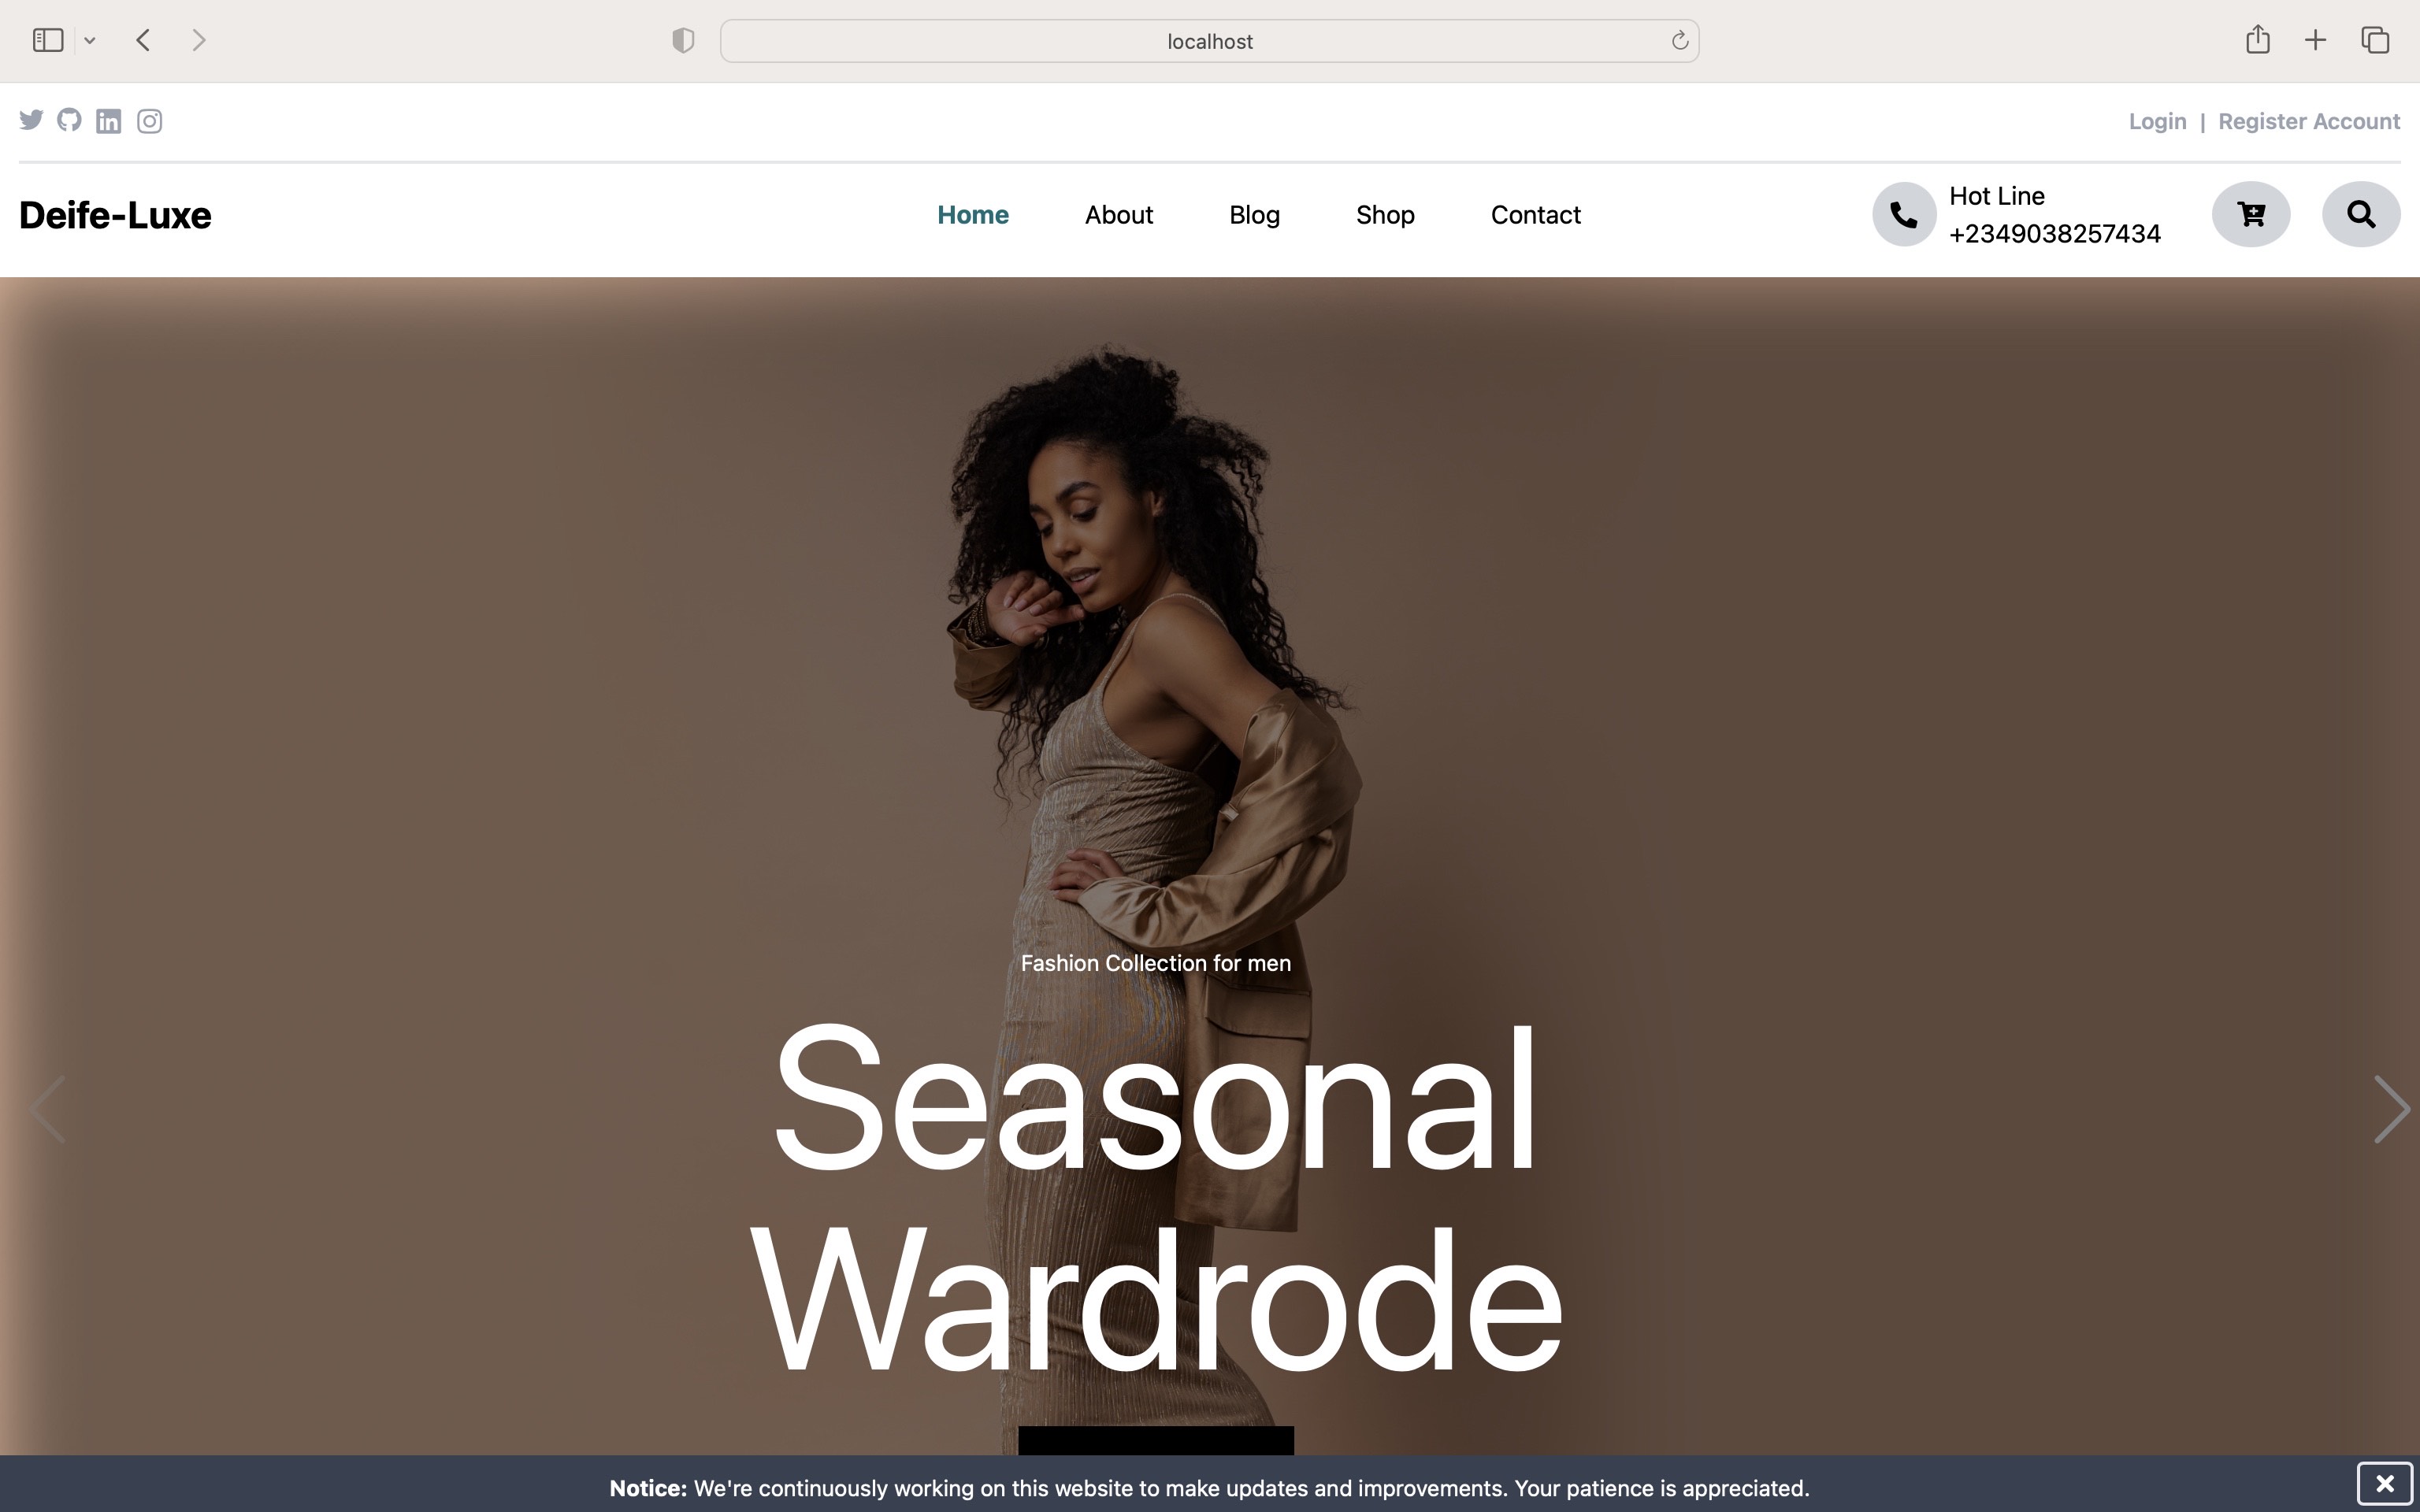 localhost
Login | Register Account
Deife-Luxe
Home About Blog Shop Contact
Hot Line
+2349038257434
Fashion Collection for men
Seasonal
Wardrode
Notice: We're continuously working on this website to make updates and improvements. Your patience is appreciated.